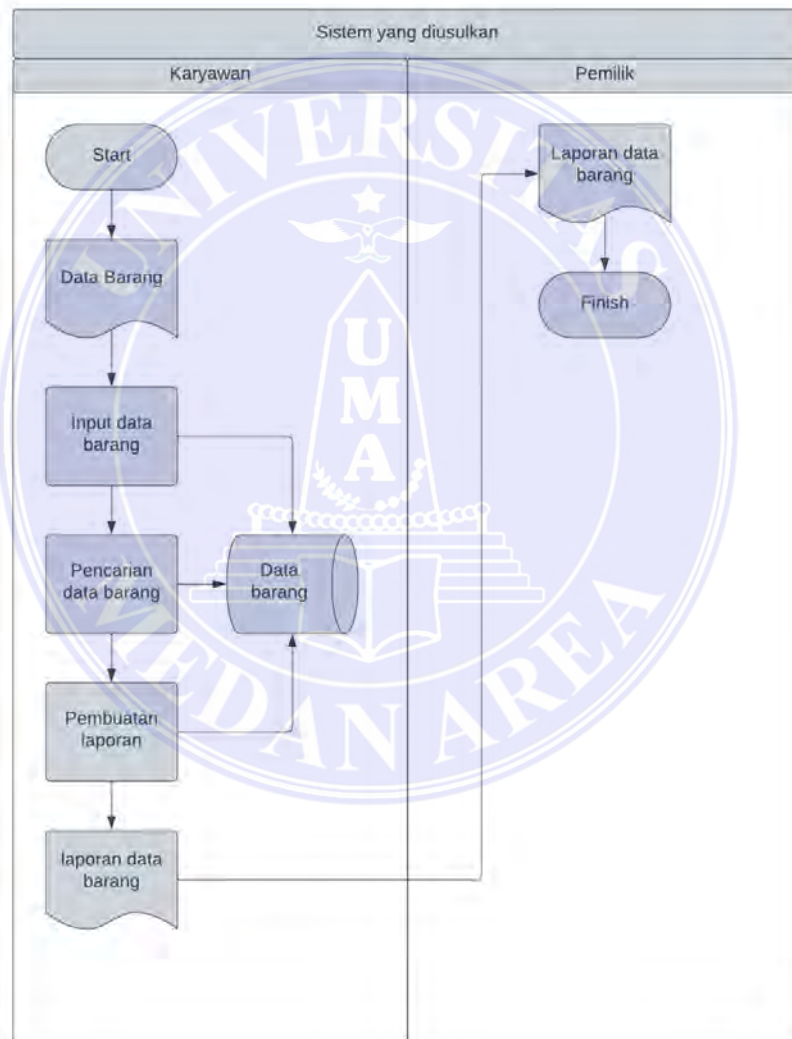 Sistem yang diusulkan
Karyawan
Pemilik
Start
Data Barang
Input data
barang
Pencarian
data barang
Data
barang
Pembuatan
laporan
laporan data
barang
Laporan data
barang
Finish
UNIVERSITAS
MEDAN AREA
U
M
A